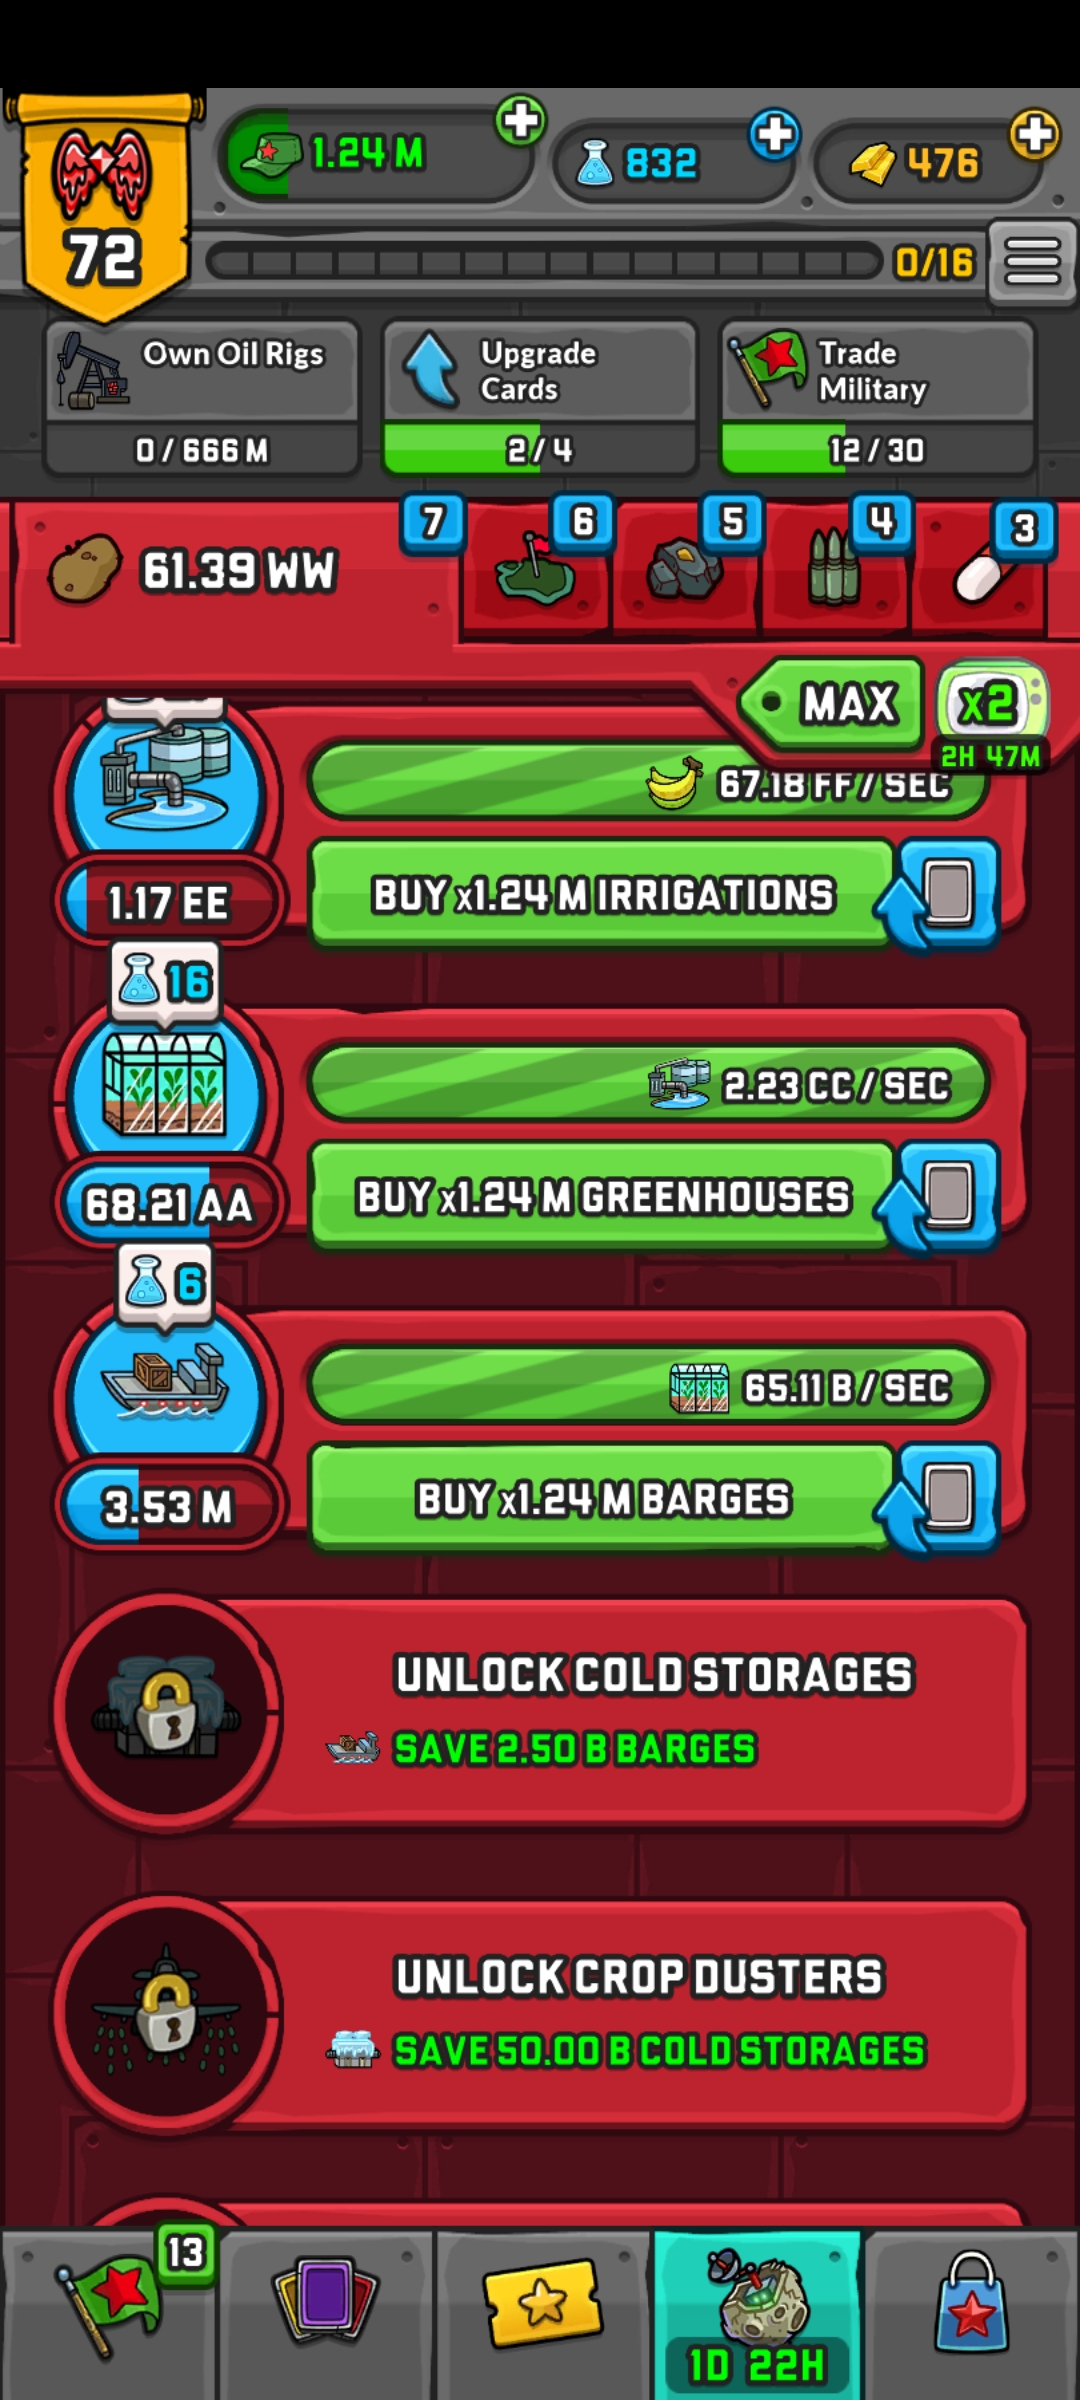 1.24 M
832
476
72
0/16
Own Oil Rigs
0 / 666 M
Upgrade
Cards
2 / 4
Trade
Military
12 / 30
61.39 WW
7
6
5
4
3
MAX
x2
2H 47M
67.18 FF / SEC
1.17 EE
BUY x1.24 M IRRIGATIONS
16
2.23 CC / SEC
68.21 AA
BUY x1.24 M GREENHOUSES
6
65.11 B / SEC
3.53 M
BUY x1.24 M BARGES
UNLOCK COLD STORAGES
SAVE 2.50 B BARGES
UNLOCK CROP DUSTERS
SAVE 50.00 B COLD STORAGES
13
1D 22H